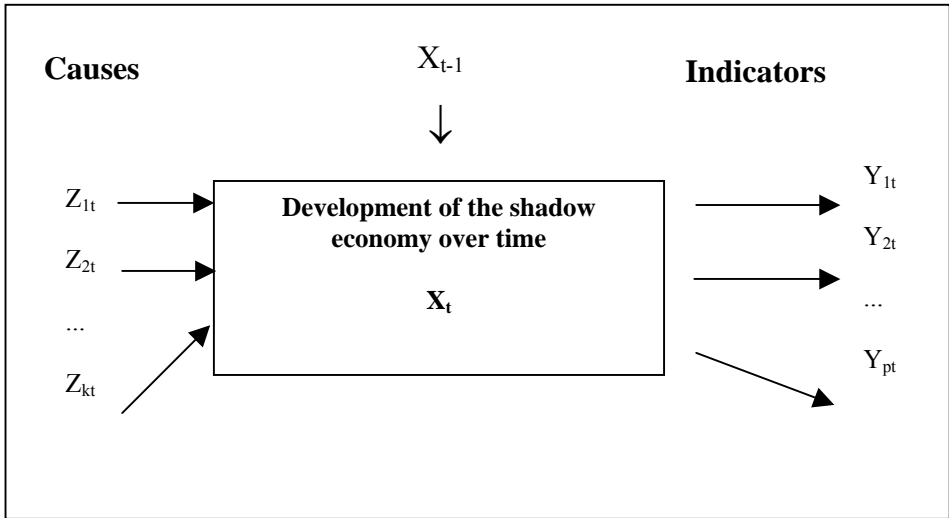 Causes
X_{t-1}
Indicators
Z_{1t}
Z_{2t}
...
Z_{kt}
Development of the shadow
economy over time
X_t
Y_{1t}
Y_{2t}
...
Y_{pt}